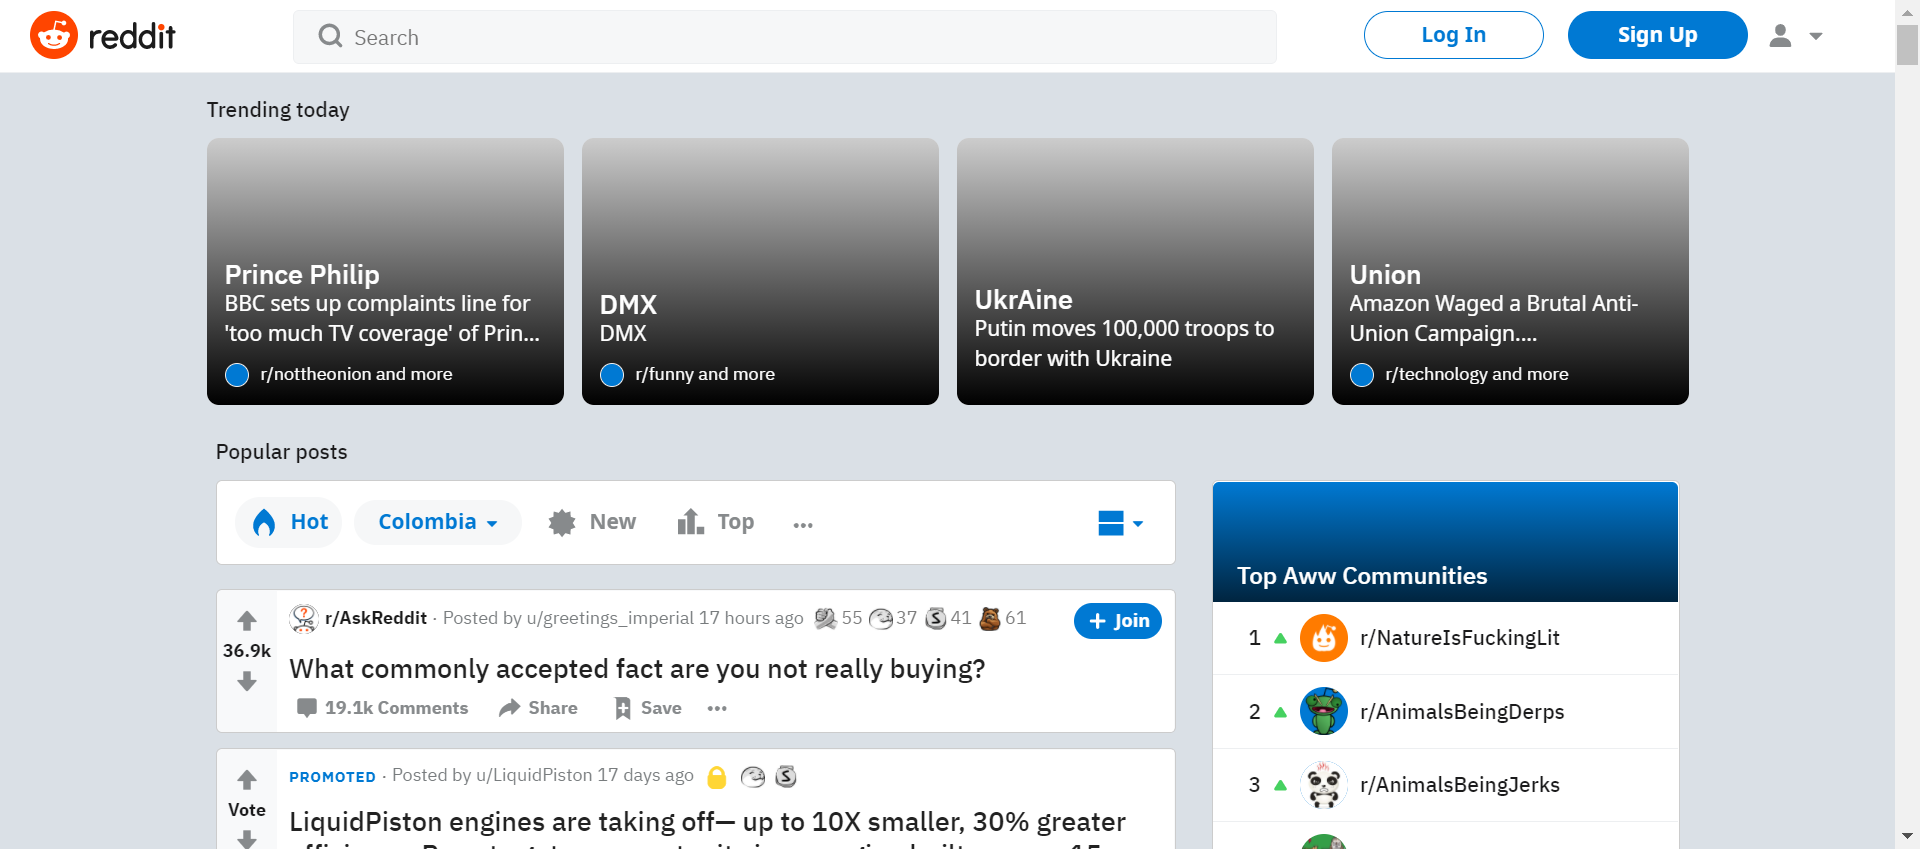 reddit
Search
Log In
Sign Up
Trending today
Prince Philip
BBC sets up complaints line for
'too much TV coverage' of Prin...
r/nottheonion and more
DMX
DMX
r/funny and more
UkrAine
Putin moves 100,000 troops to
border with Ukraine
Union
Amazon Waged a Brutal Anti-
Union Campaign....
r/technology and more
Popular posts
Hot
Colombia
New
Top
...
36.9k
r/AskReddit · Posted by u/greetings_imperial 17 hours ago 55 37 41 61
+ Join
What commonly accepted fact are you not really buying?
19.1k Comments
Share
Save
...
Vote
PROMOTED · Posted by u/LiquidPiston 17 days ago
LiquidPiston engines are taking off— up to 10X smaller, 30% greater
Top Aww Communities
1 r/NatureIsFuckingLit
2 r/AnimalsBeingDerps
3 r/AnimalsBeingJerks